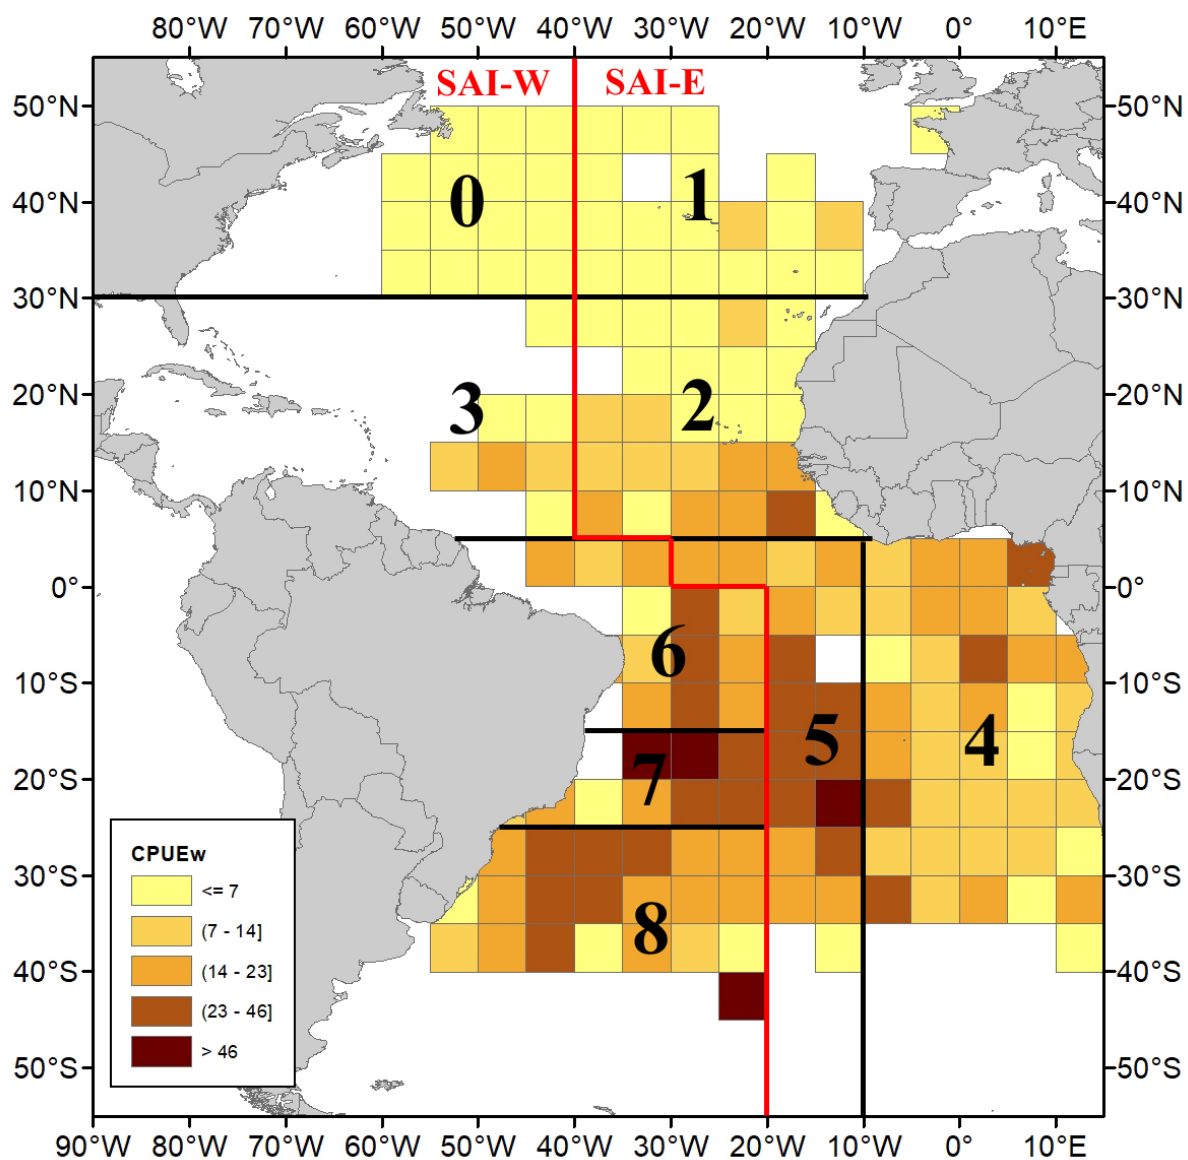 80°W 70°W 60°W 50°W 40°W 30°W 20°W 10°W 0° 10°E
SAI-W SAI-E
50°N 50°N
0 1
40°N 40°N
30°N 30°N
3 2
20°N 20°N
10°N 10°N
0° 0°
6
10°S 10°S
5 4
7
20°S 20°S
CPUEw
<= 7
30°S 30°S
8
(7 - 14]
(14 - 23]
40°S 40°S
(23 - 46]
> 46
50°S 50°S
90°W 80°W 70°W 60°W 50°W 40°W 30°W 20°W 10°W 0° 10°E